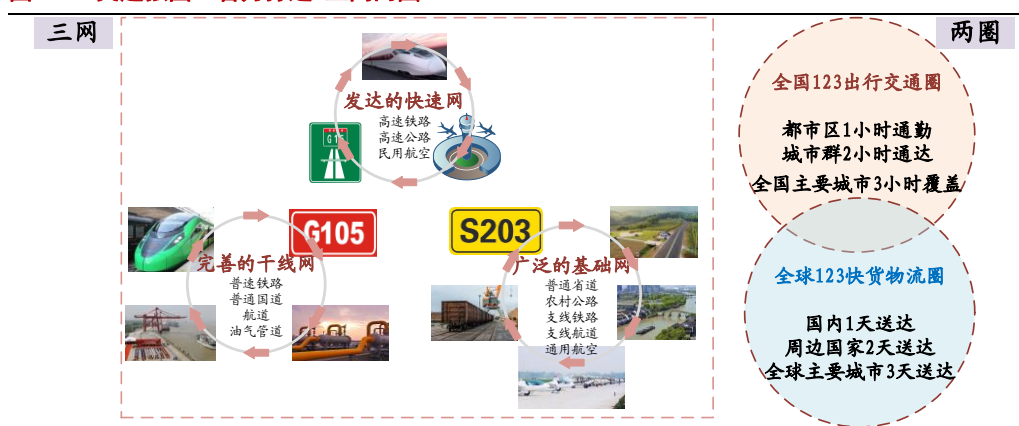 三网
两圈
发达的快速网
高速铁路
高速公路
民用航空
G15
完善的干线网
普速铁路
普通国道
航道
油气管道
G105
S203
广泛的基础网
普通省道
农村公路
支线铁路
支线航道
通用航空
全国123出行交通圈
都市区1小时通勤
城市群2小时通达
全国主要城市3小时覆盖
全球123快货物流圈
国内1天送达
周边国家2天送达
全球主要城市3天送达